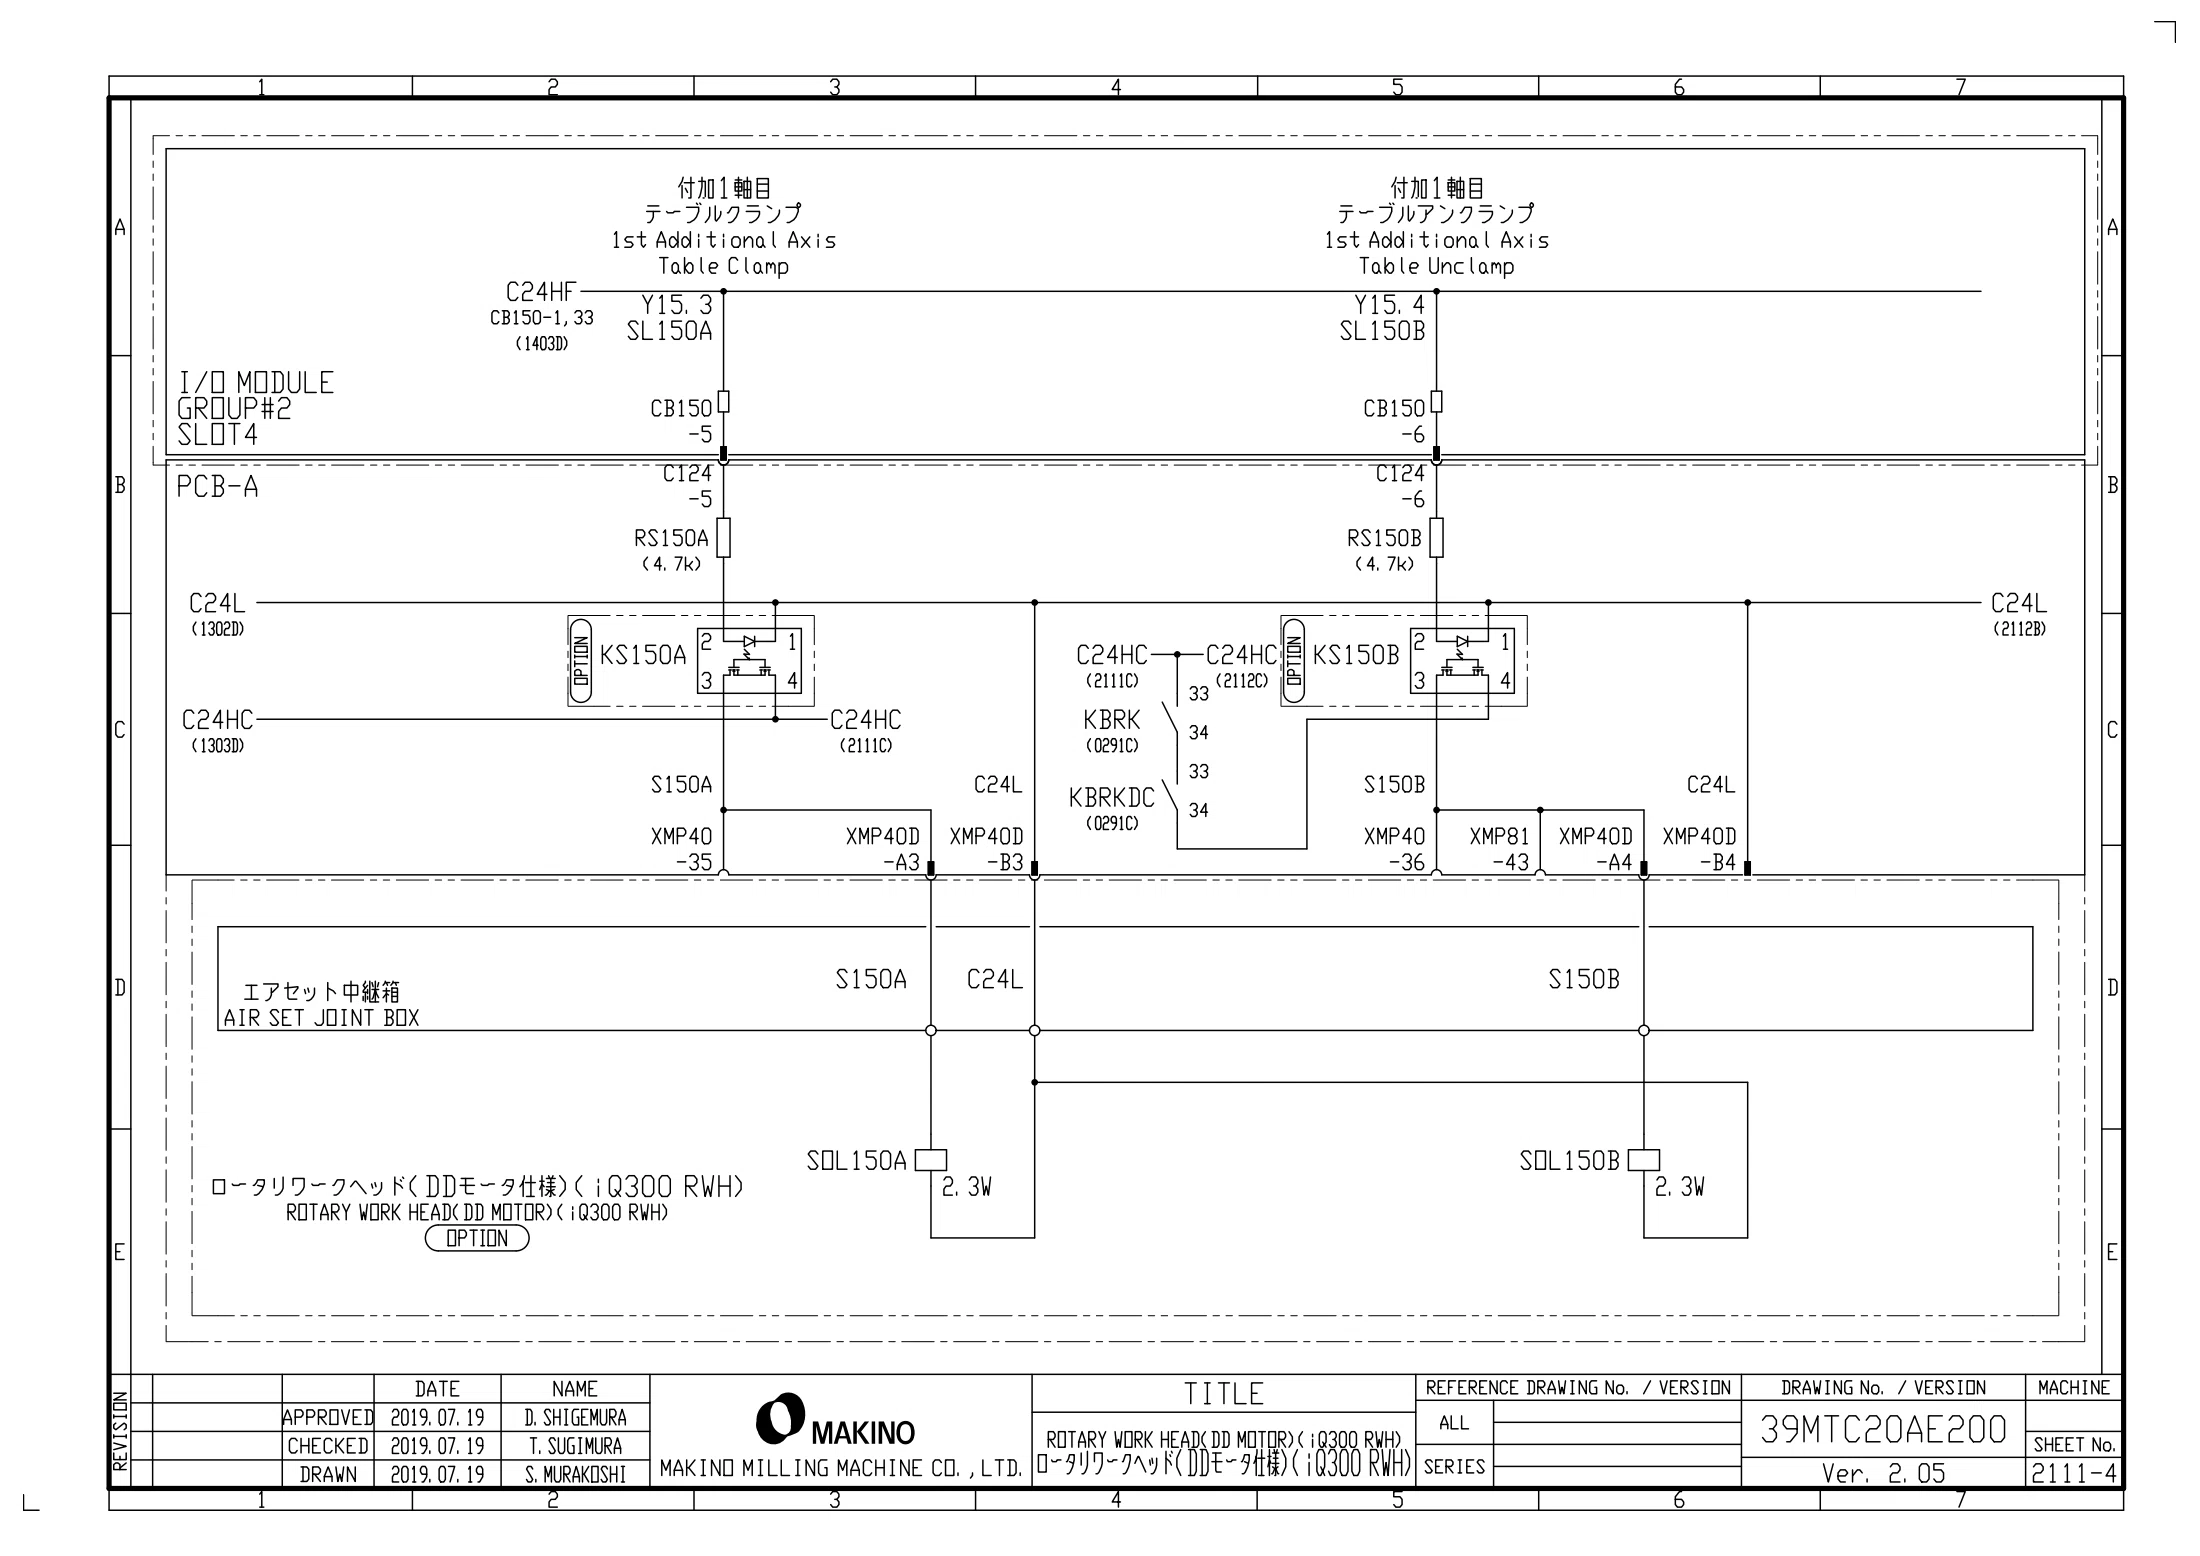 1 2 3 4 5 6 7
A A
B B
C C
D D
E E
付加1軸目
テーブルクランプ
1st Additional Axis
Table Clamp
付加1軸目
テーブルアンクランプ
1st Additional Axis
Table Unclamp
C24HF
CB150-1,33
(1403D)
Y15.3
SL150A
Y15.4
SL150B
I/O MODULE
GROUP#2
SLOT4
CB150
-5
CB150
-6
PCB-A
C124
-5
C124
-6
RS150A
(4.7k)
RS150B
(4.7k)
C24L
(1302D)
C24L
(2112B)
OPTION
KS150A
2 1
3 4
C24HC
(2111C)
C24HC
(2112C)
OPTION
KS150B
2 1
3 4
C24HC
(1303D)
C24HC
(2111C)
33
KBRK
(0291C)
34
33
KBRKDC
(0291C)
34
S150A
C24L
S150B
C24L
XMP40
-35
XMP40D
-A3
XMP40D
-B3
XMP40
-36
XMP81
-43
XMP40D
-A4
XMP40D
-B4
エアセット中継箱
AIR SET JOINT BOX
S150A
C24L
S150B
SOL150A
2.3W
SOL150B
2.3W
ロータリワークヘッド(DDモータ仕様)(iQ300 RWH)
ROTARY WORK HEAD(DD MOTOR)(iQ300 RWH)
OPTION
REVISION
DATE NAME
APPROVED 2019.07.19 D. SHIGEMURA
CHECKED 2019.07.19 T. SUGIMURA
DRAWN 2019.07.19 S. MURAKOSHI
MAKINO
MAKINO MILLING MACHINE CO.,LTD.
TITLE
ROTARY WORK HEAD(DD MOTOR)(iQ300 RWH)
ロータリワークヘッド(DDモータ仕様)(iQ300 RWH)
REFERENCE DRAWING No. / VERSION
ALL
SERIES
DRAWING No. / VERSION
39MTC20AE200
Ver. 2.05
MACHINE
SHEET No.
2111-4
1 2 3 4 5 6 7